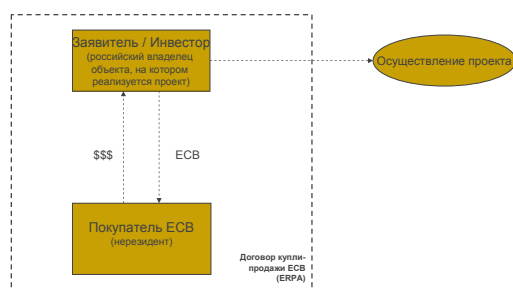 Заявитель / Инвестор
(российский владелец
объекта, на котором
реализуется проект)
Осуществление проекта
$$$
ЕСВ
Покупатель ЕСВ
(нерезидент)
Договор купли-
продажи ЕСВ
(ERPA)